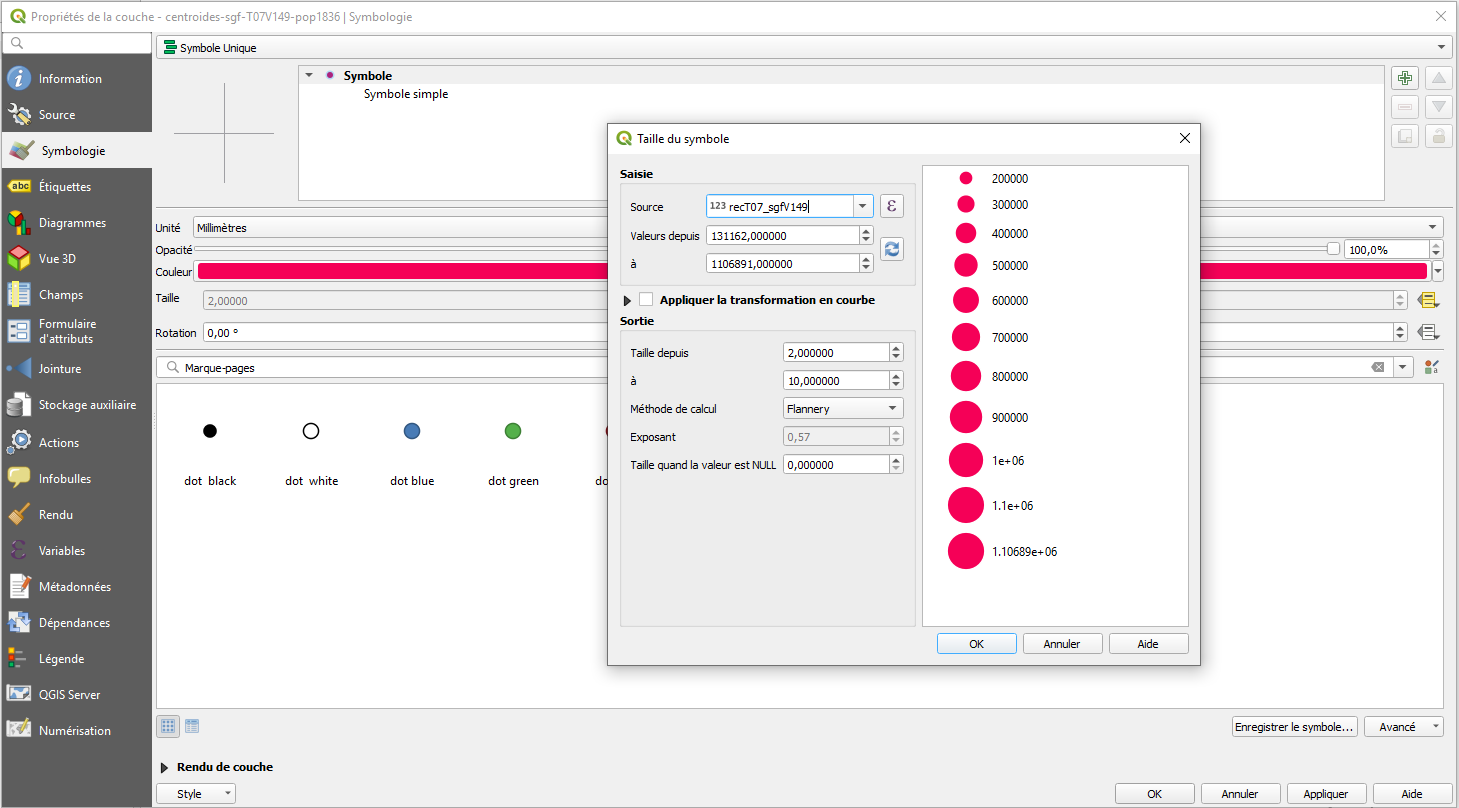 Propriétés de la couche - centroides-sgf-T07V149-pop1836 | Symbologie
Information
Source
Symbologie
abc Étiquettes
Diagrammes
Vue 3D
Champs
Formulaire
d'attributs
Jointure
Stockage auxiliaire
Actions
Infobulles
Rendu
Variables
Métadonnées
Dépendances
Légende
QGIS Server
Numérisation
Symbole Unique
Symbole
Symbole simple
Unité Millimètres
Opacité 100,0%
Couleur
Taille 2,00000
Rotation 0,00 °
Marque-pages
dot black
dot white
dot blue
dot green
Enregistrer le symbole...
Avancé
Rendu de couche
Style
OK
Annuler
Appliquer
Aide
Taille du symbole
Saisie
Source 123 recT07_sgfV149
ε
Valeurs depuis 131162,000000
à 1106891,000000
Appliquer la transformation en courbe
Sortie
Taille depuis 2,000000
à 10,000000
Méthode de calcul Flannery
Exposant 0,57
Taille quand la valeur est NULL 0,000000
200000
300000
400000
500000
600000
700000
800000
900000
1e+06
1.1e+06
1.10689e+06
OK
Annuler
Aide